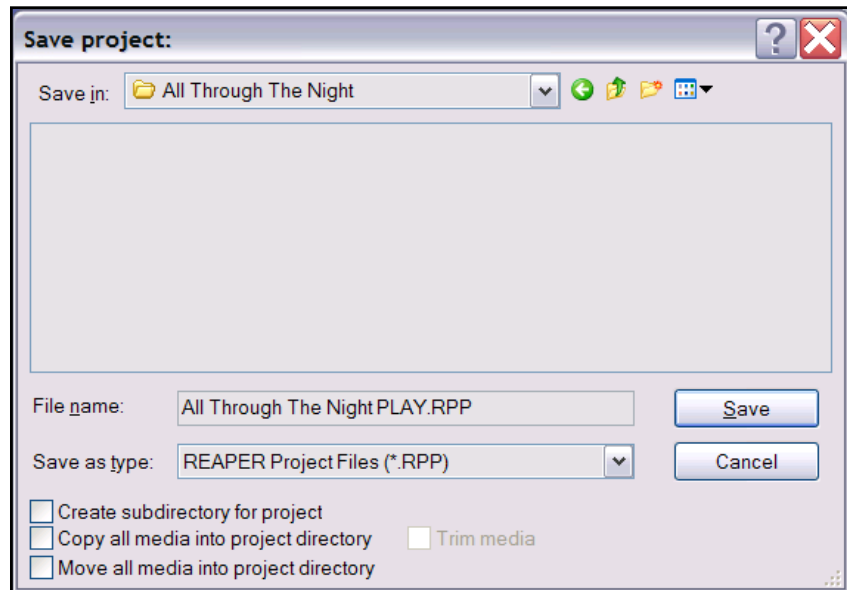 Save project:
Save in: All Through The Night
File name: All Through The Night PLAY.RPP
Save
Save as type: REAPER Project Files (*.RPP)
Cancel
Create subdirectory for project
Copy all media into project directory Trim media
Move all media into project directory